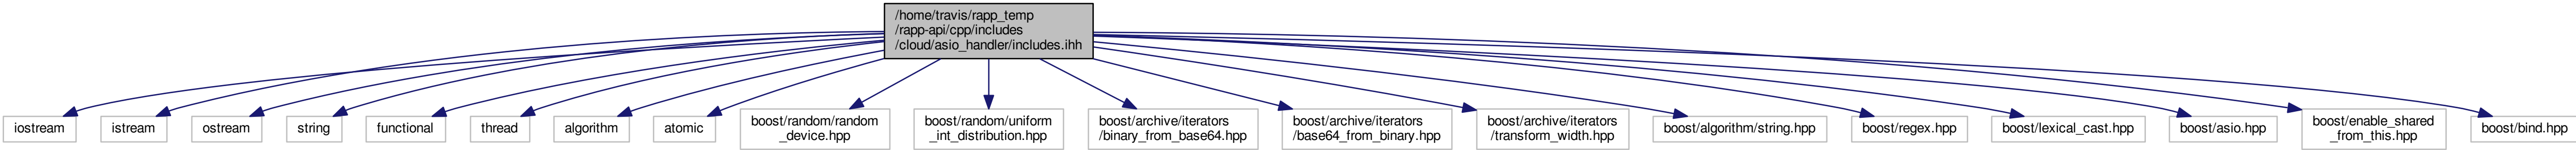 /home/travis/rapp_temp
/rapp-api/cpp/includes
/cloud/asio_handler/includes.ihh
iostream
istream
ostream
string
functional
thread
algorithm
atomic
boost/random/random
_device.hpp
boost/random/uniform
_int_distribution.hpp
boost/archive/iterators
/binary_from_base64.hpp
boost/archive/iterators
/base64_from_binary.hpp
boost/archive/iterators
/transform_width.hpp
boost/algorithm/string.hpp
boost/regex.hpp
boost/lexical_cast.hpp
boost/asio.hpp
boost/enable_shared
_from_this.hpp
boost/bind.hpp